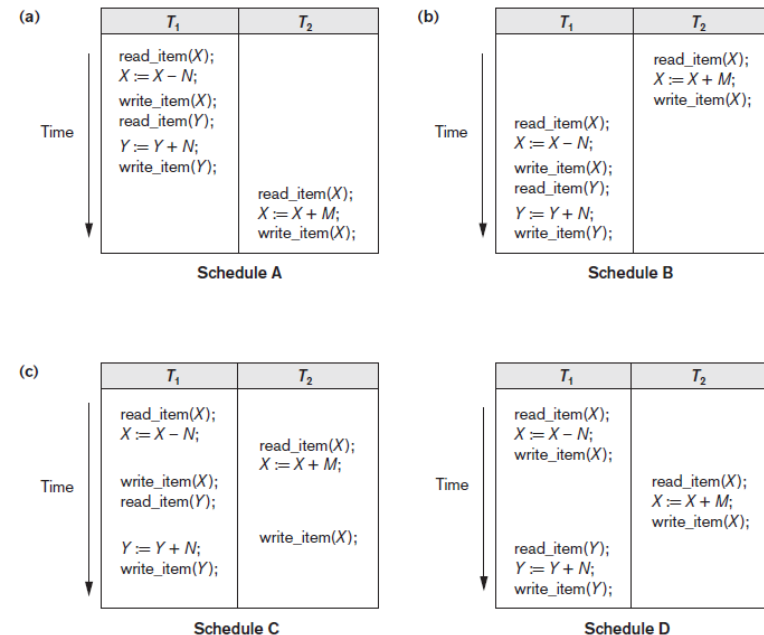 (a)
T₁
T₂
Time
read_item(X);
X := X – N;
write_item(X);
read_item(Y);
Y := Y + N;
write_item(Y);
read_item(X);
X := X + M;
write_item(X);
Schedule A
(b)
T₁
T₂
Time
read_item(X);
X := X + M;
write_item(X);
read_item(X);
X := X – N;
write_item(X);
read_item(Y);
Y := Y + N;
write_item(Y);
Schedule B
(c)
T₁
T₂
Time
read_item(X);
X := X – N;
read_item(X);
X := X + M;
write_item(X);
read_item(Y);
write_item(X);
Y := Y + N;
write_item(Y);
Schedule C
T₁
T₂
Time
read_item(X);
X := X – N;
write_item(X);
read_item(X);
X := X + M;
write_item(X);
read_item(Y);
Y := Y + N;
write_item(Y);
Schedule D